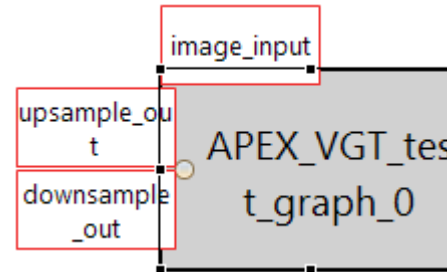 image_input
upsample_ou
t
downsample
_out
APEX_VGT_tes
t_graph_0